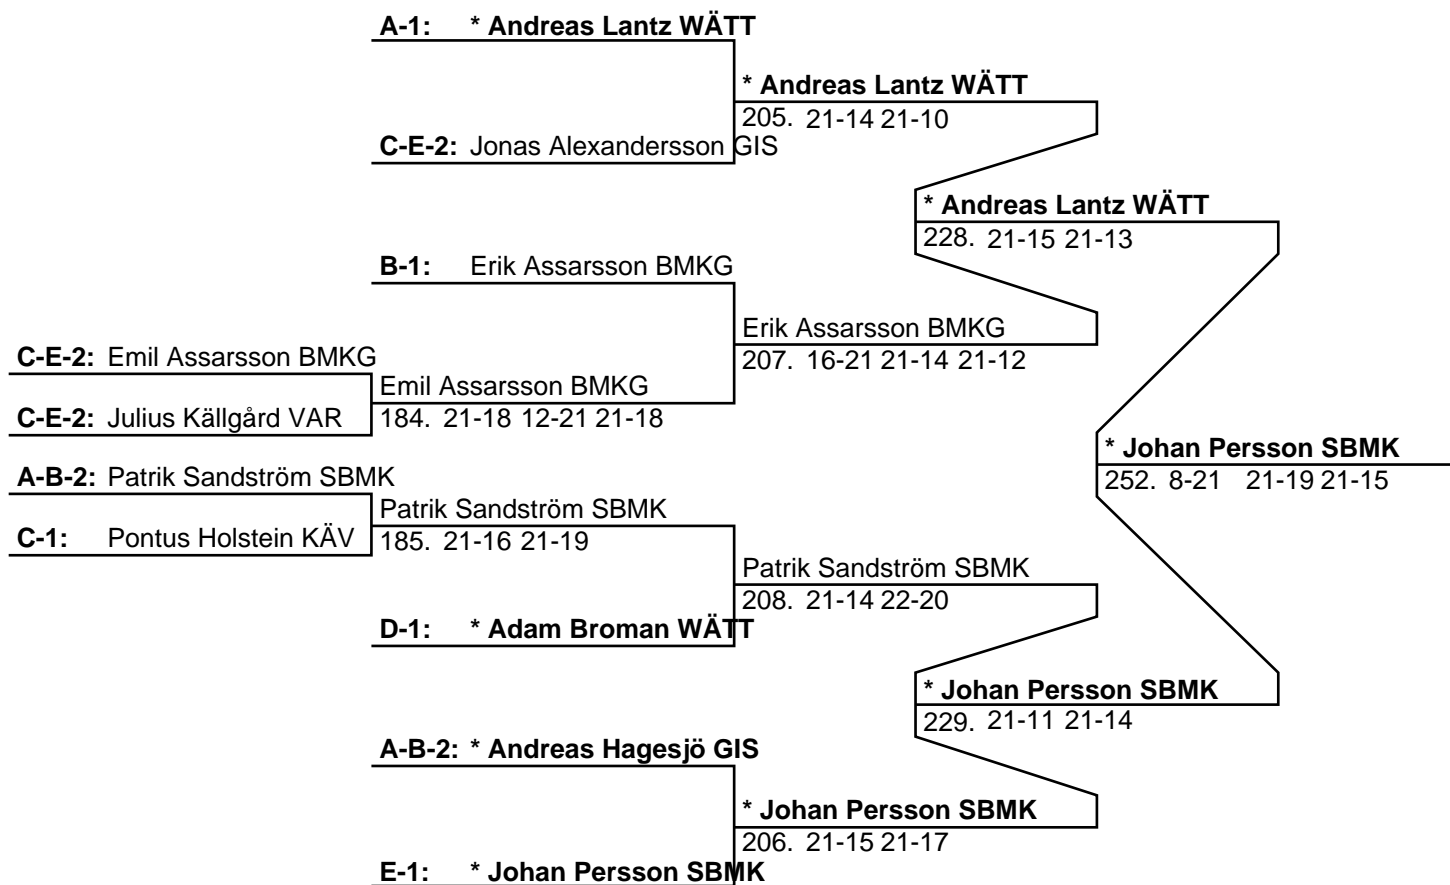 A-1: * Andreas Lantz WÄTT
* Andreas Lantz WÄTT
205. 21-14 21-10
C-E-2: Jonas Alexandersson GIS
* Andreas Lantz WÄTT
228. 21-15 21-13
B-1: Erik Assarsson BMKG
Erik Assarsson BMKG
207. 16-21 21-14 21-12
C-E-2: Emil Assarsson BMKG
Emil Assarsson BMKG
184. 21-18 12-21 21-18
C-E-2: Julius Källgård VAR
* Johan Persson SBMK
252. 8-21 21-19 21-15
A-B-2: Patrik Sandström SBMK
Patrik Sandström SBMK
185. 21-16 21-19
C-1: Pontus Holstein KÄV
Patrik Sandström SBMK
208. 21-14 22-20
D-1: * Adam Broman WÄTT
* Johan Persson SBMK
229. 21-11 21-14
A-B-2: * Andreas Hagesjö GIS
* Johan Persson SBMK
206. 21-15 21-17
E-1: * Johan Persson SBMK